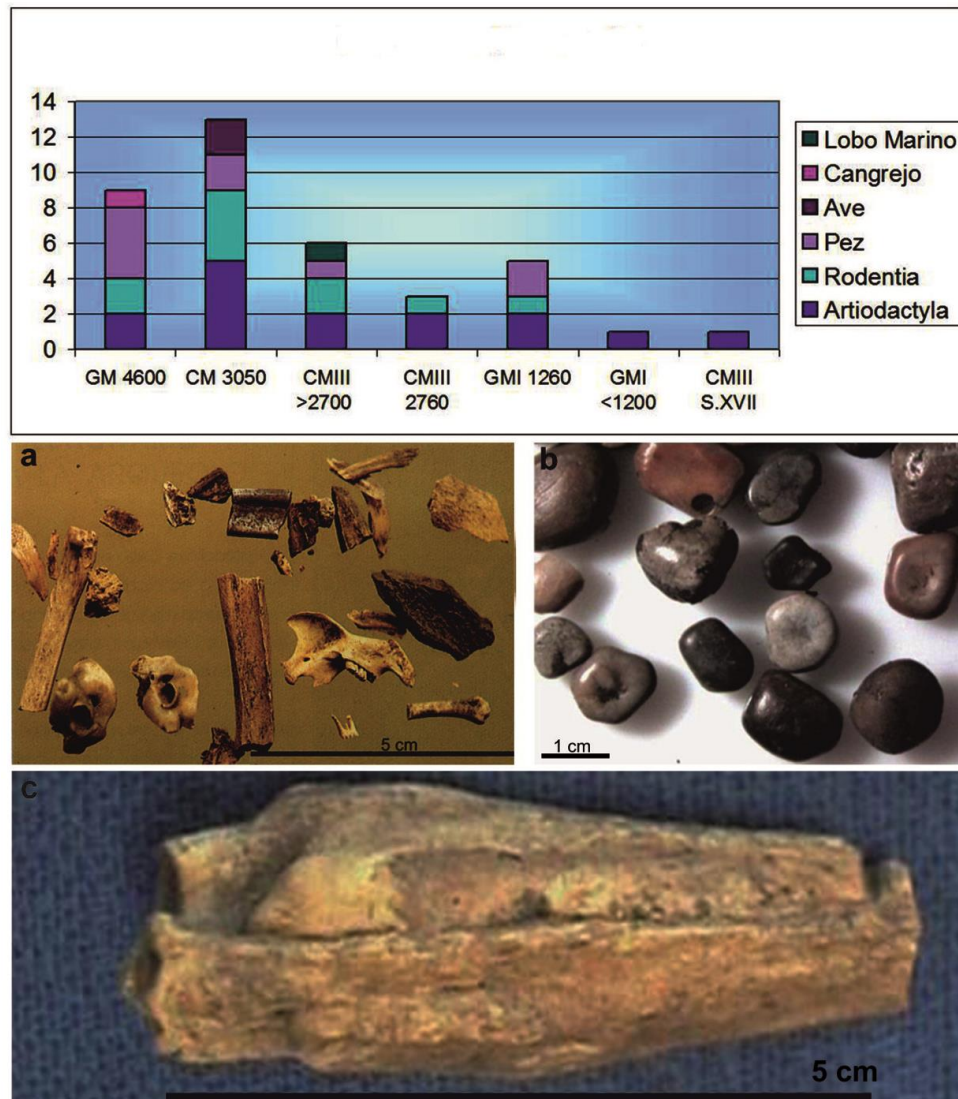 14
12
10
8
6
4
2
0
GM 4600
CM 3050
CMIII
>2700
CMIII
2760
GMI 1260
GMI
<1200
CMIII
S.XVII
Lobo Marino
Cangrejo
Ave
Pez
Rodentia
Artiodactyla
a
5 cm
b
1 cm
c
5 cm